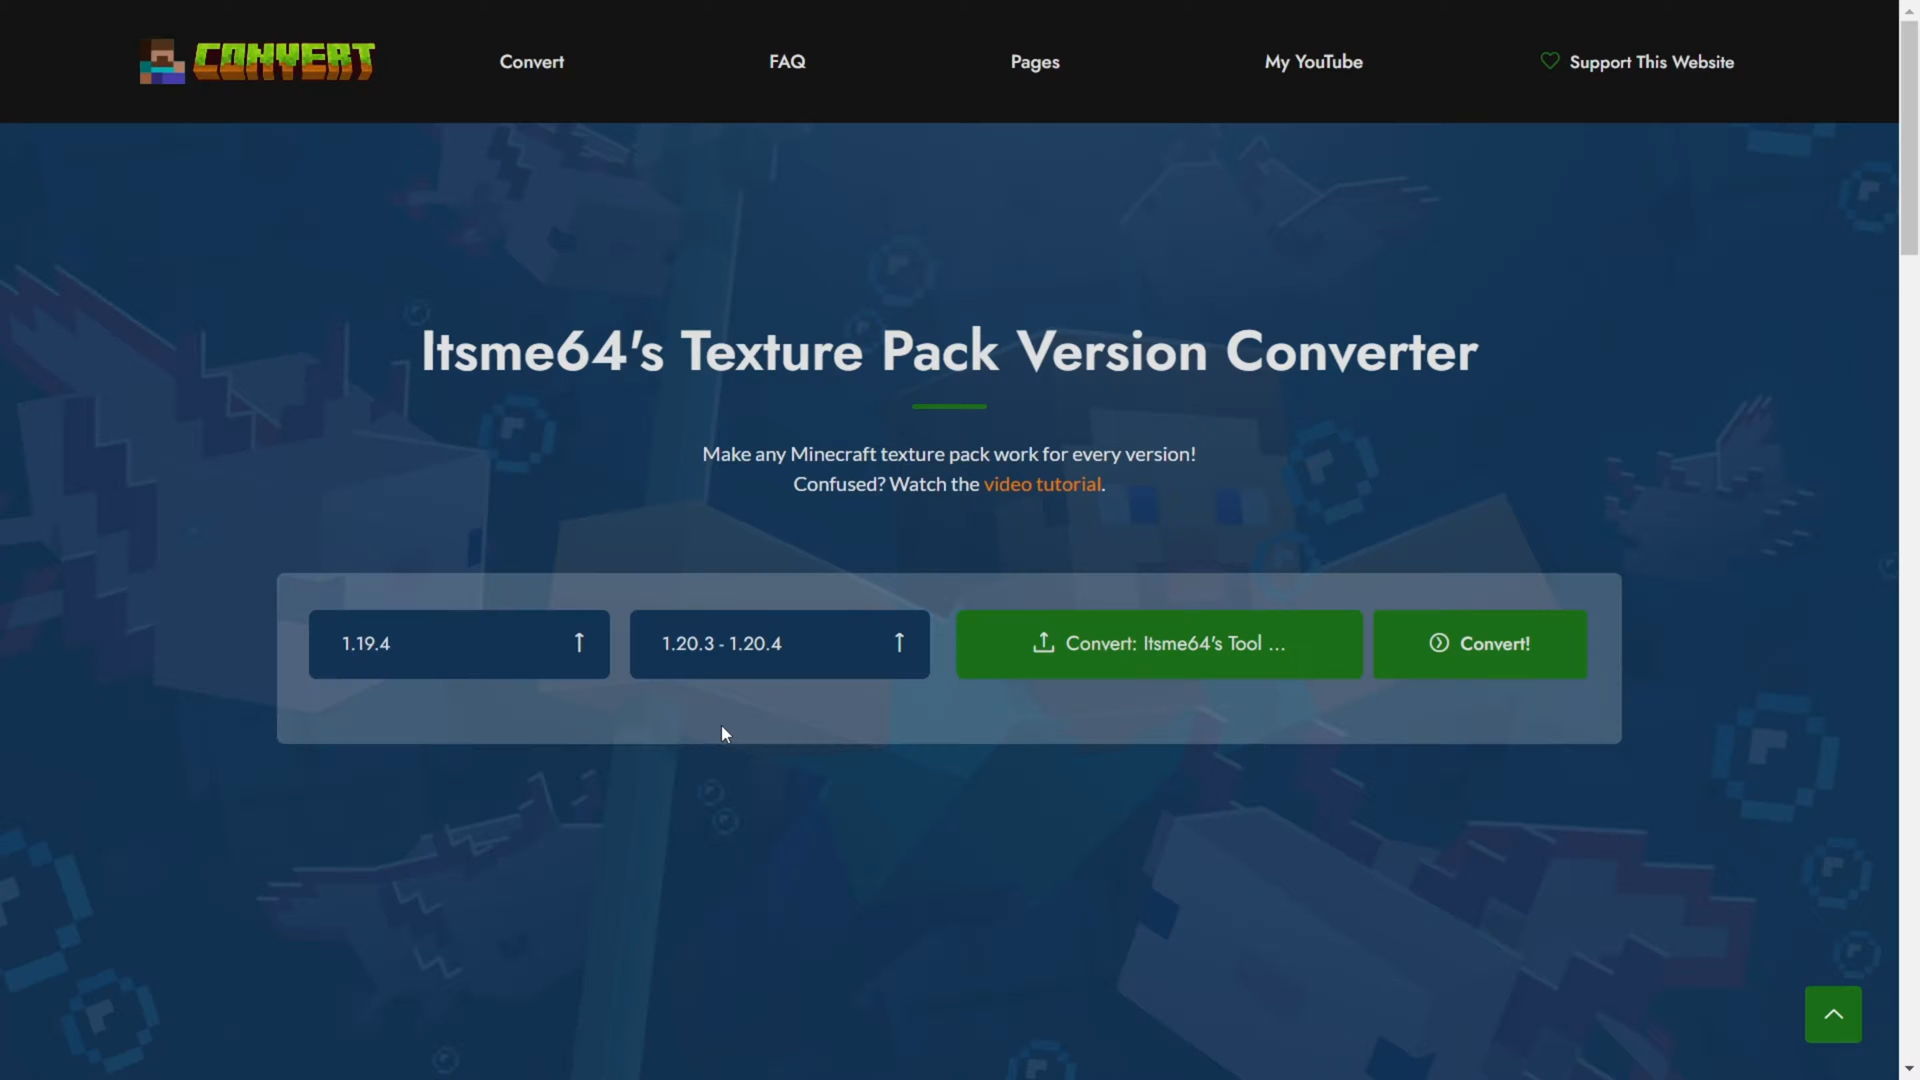 CONVERT
Convert
FAQ
Pages
My YouTube
Support This Website
Itsme64's Texture Pack Version Converter
Make any Minecraft texture pack work for every version!
Confused? Watch the video tutorial.
1.19.4
1.20.3 - 1.20.4
Convert: Itsme64's Tool ...
Convert!